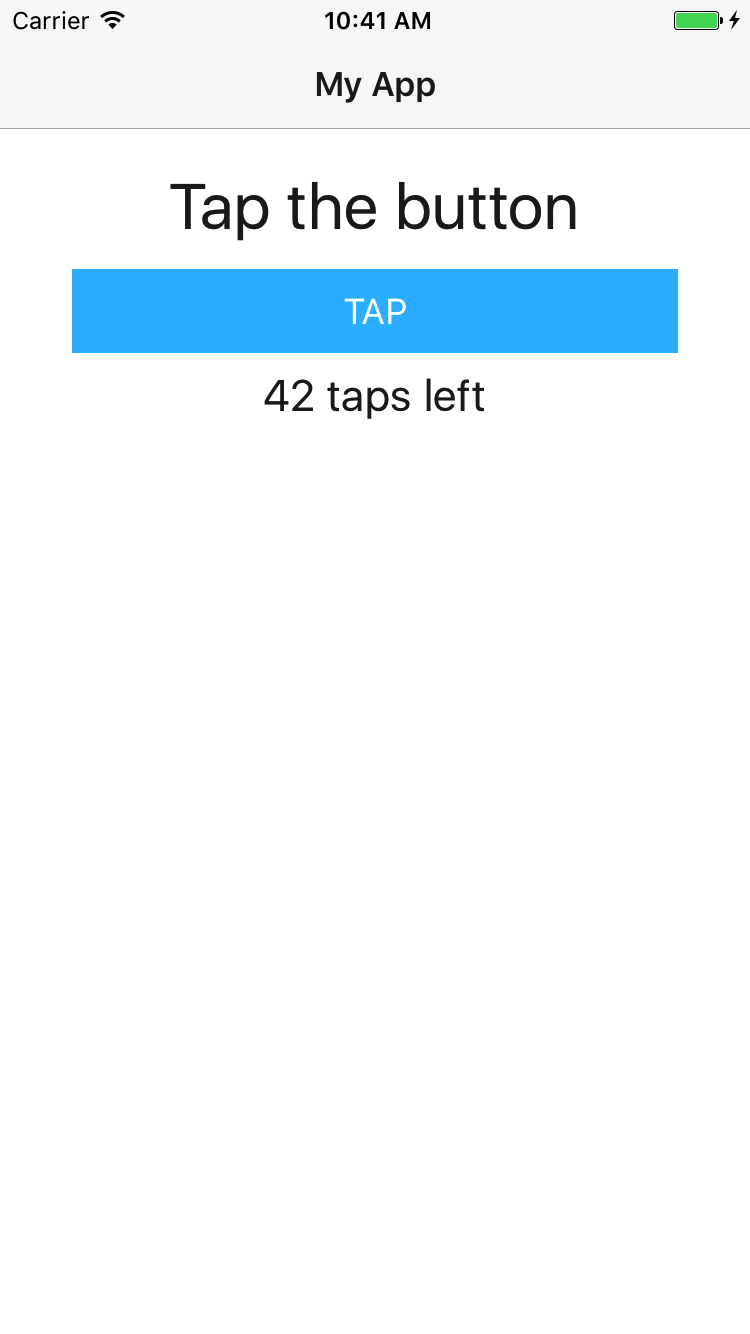 Carrier 10:41 AM
My App
Tap the button
TAP
42 taps left